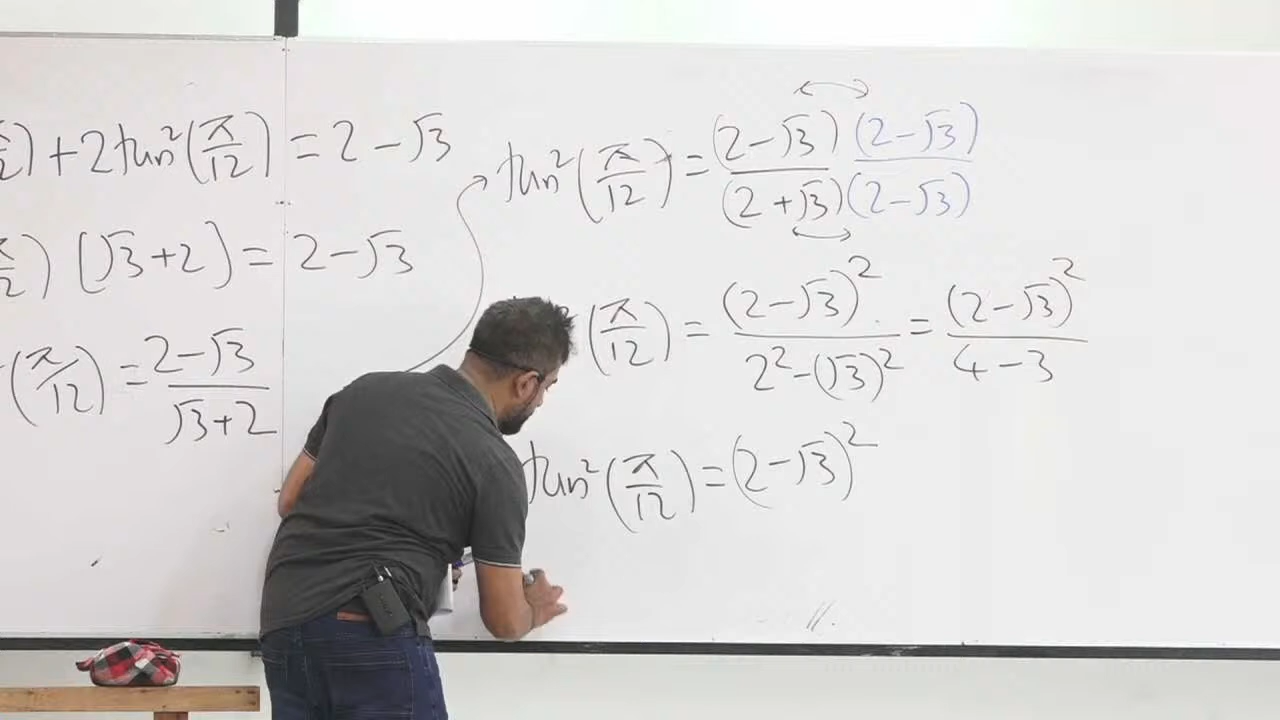 π/12) + 2tan²(π/12) = 2 - √3
π/12) (√3 + 2) = 2 - √3
(π/12) = (2 - √3)/(√3 + 2)
tan²(π/12) = (2 - √3)(2 - √3)/(2 + √3)(2 - √3)
(π/12) = (2 - √3)²/(2² - (√3)²) = (2 - √3)²/(4 - 3)
tan²(π/12) = (2 - √3)²